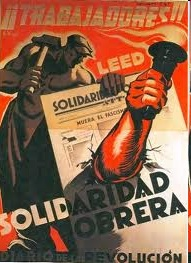 ¡¡TRABAJADORES!!
LEED
SOLIDARIDAD
MUERA EL FASCISMO
SOLIDARIDAD
OBRERA
DIARIO DE LA REVOLUCIÓN